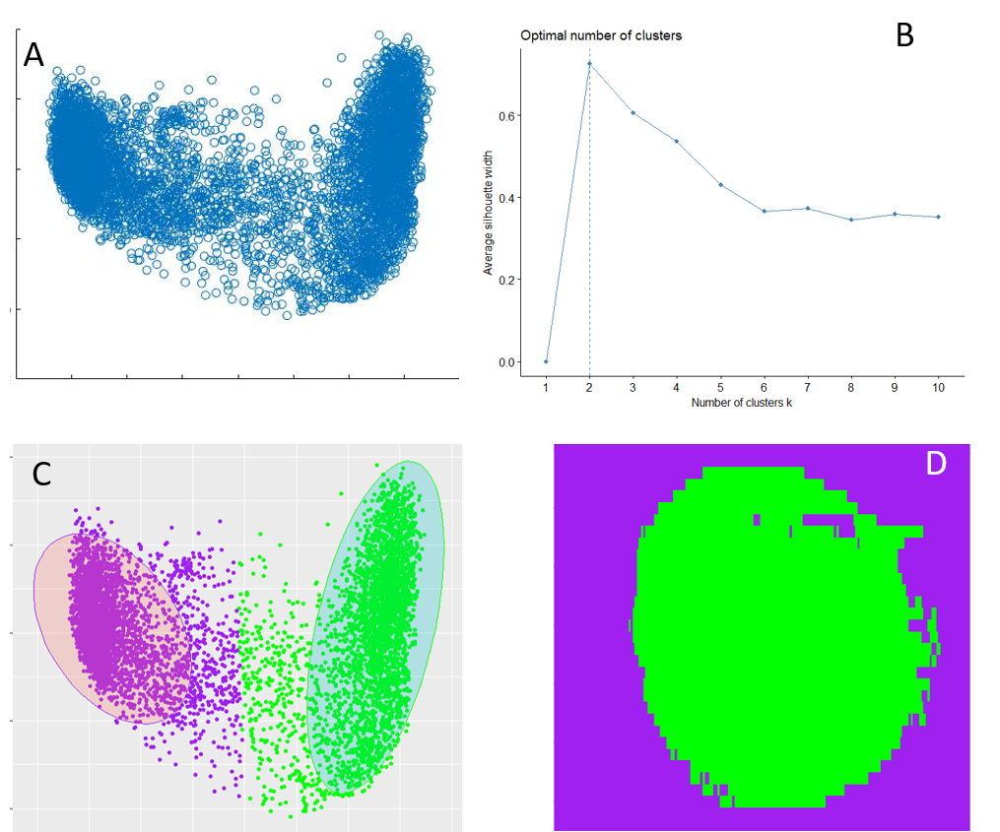 A
B
Optimal number of clusters
0.6
0.4
0.2
0.0
Average silhouette width
1 2 3 4 5 6 7 8 9 10
Number of clusters k
C
D